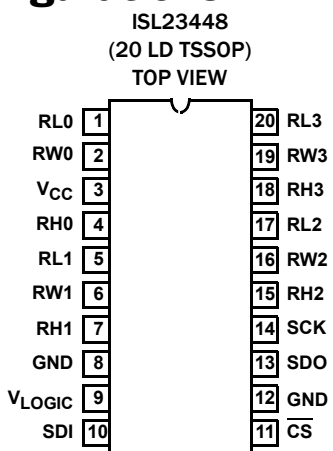 ISL23448
(20 LD TSSOP)
TOP VIEW
RL0 1 20 RL3
RW0 2 19 RW3
VCC 3 18 RH3
RH0 4 17 RL2
RL1 5 16 RW2
RW1 6 15 RH2
RH1 7 14 SCK
GND 8 13 SDO
VLOGIC 9 12 GND
SDI 10 11 C̅S̅